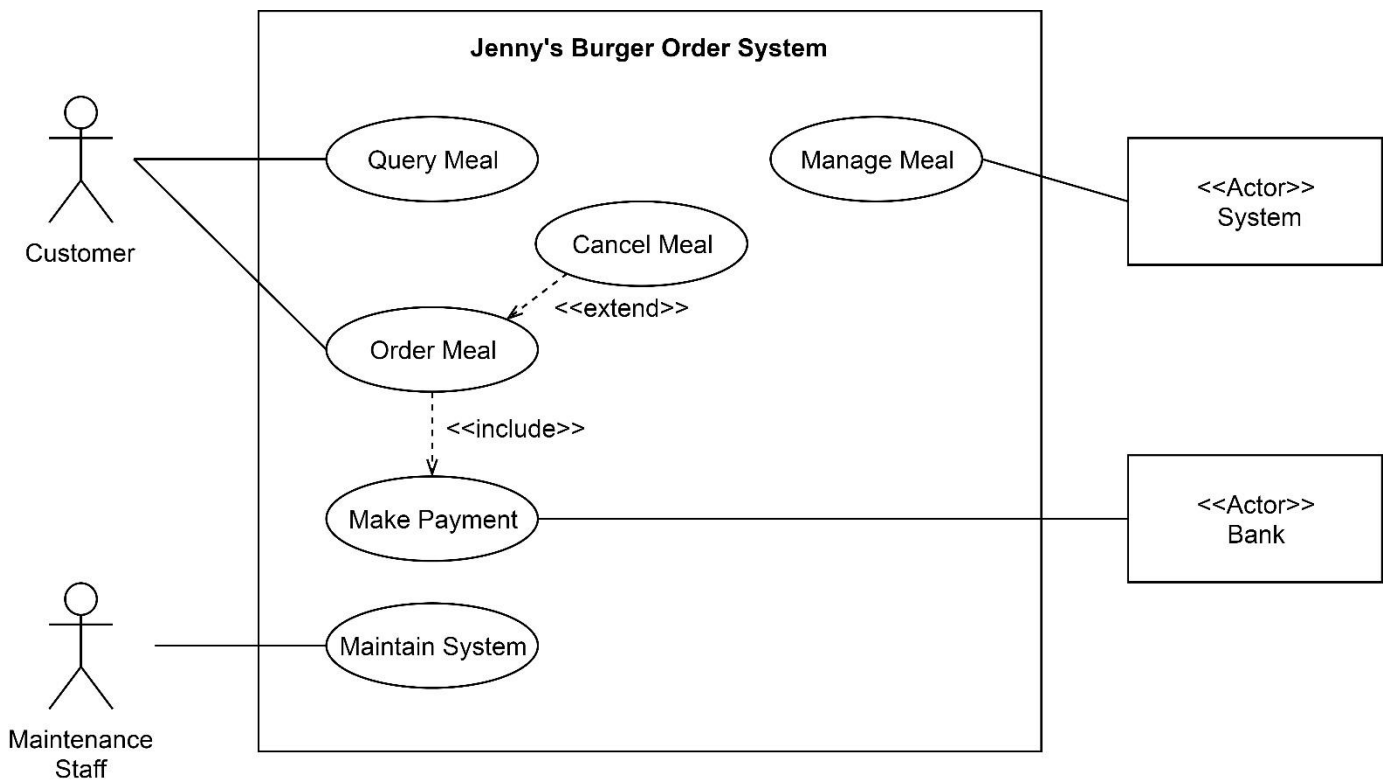 Jenny's Burger Order System
Customer
Query Meal
Manage Meal
<<Actor>>
System
Cancel Meal
<<extend>>
Order Meal
<<include>>
Make Payment
<<Actor>>
Bank
Maintain System
Maintenance
Staff